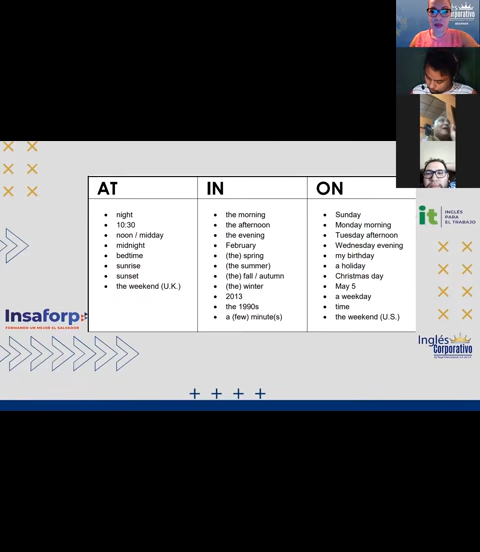 Inglés
Corporativo
AT
IN
ON
night
10:30
noon / midday
midnight
bedtime
sunrise
sunset
the weekend (U.K.)
the morning
the afternoon
the evening
February
(the) spring
(the summer)
(the) fall / autumn
(the) winter
2013
the 1990s
a (few) minute(s)
Sunday
Monday morning
Tuesday afternoon
Wednesday evening
my birthday
a holiday
Christmas day
May 5
a weekday
time
the weekend (U.S.)
it
INGLÉS
PARA
EL TRABAJO
Insaforp
FORMANDO UN MEJOR EL SALVADOR
Inglés
Corporativo